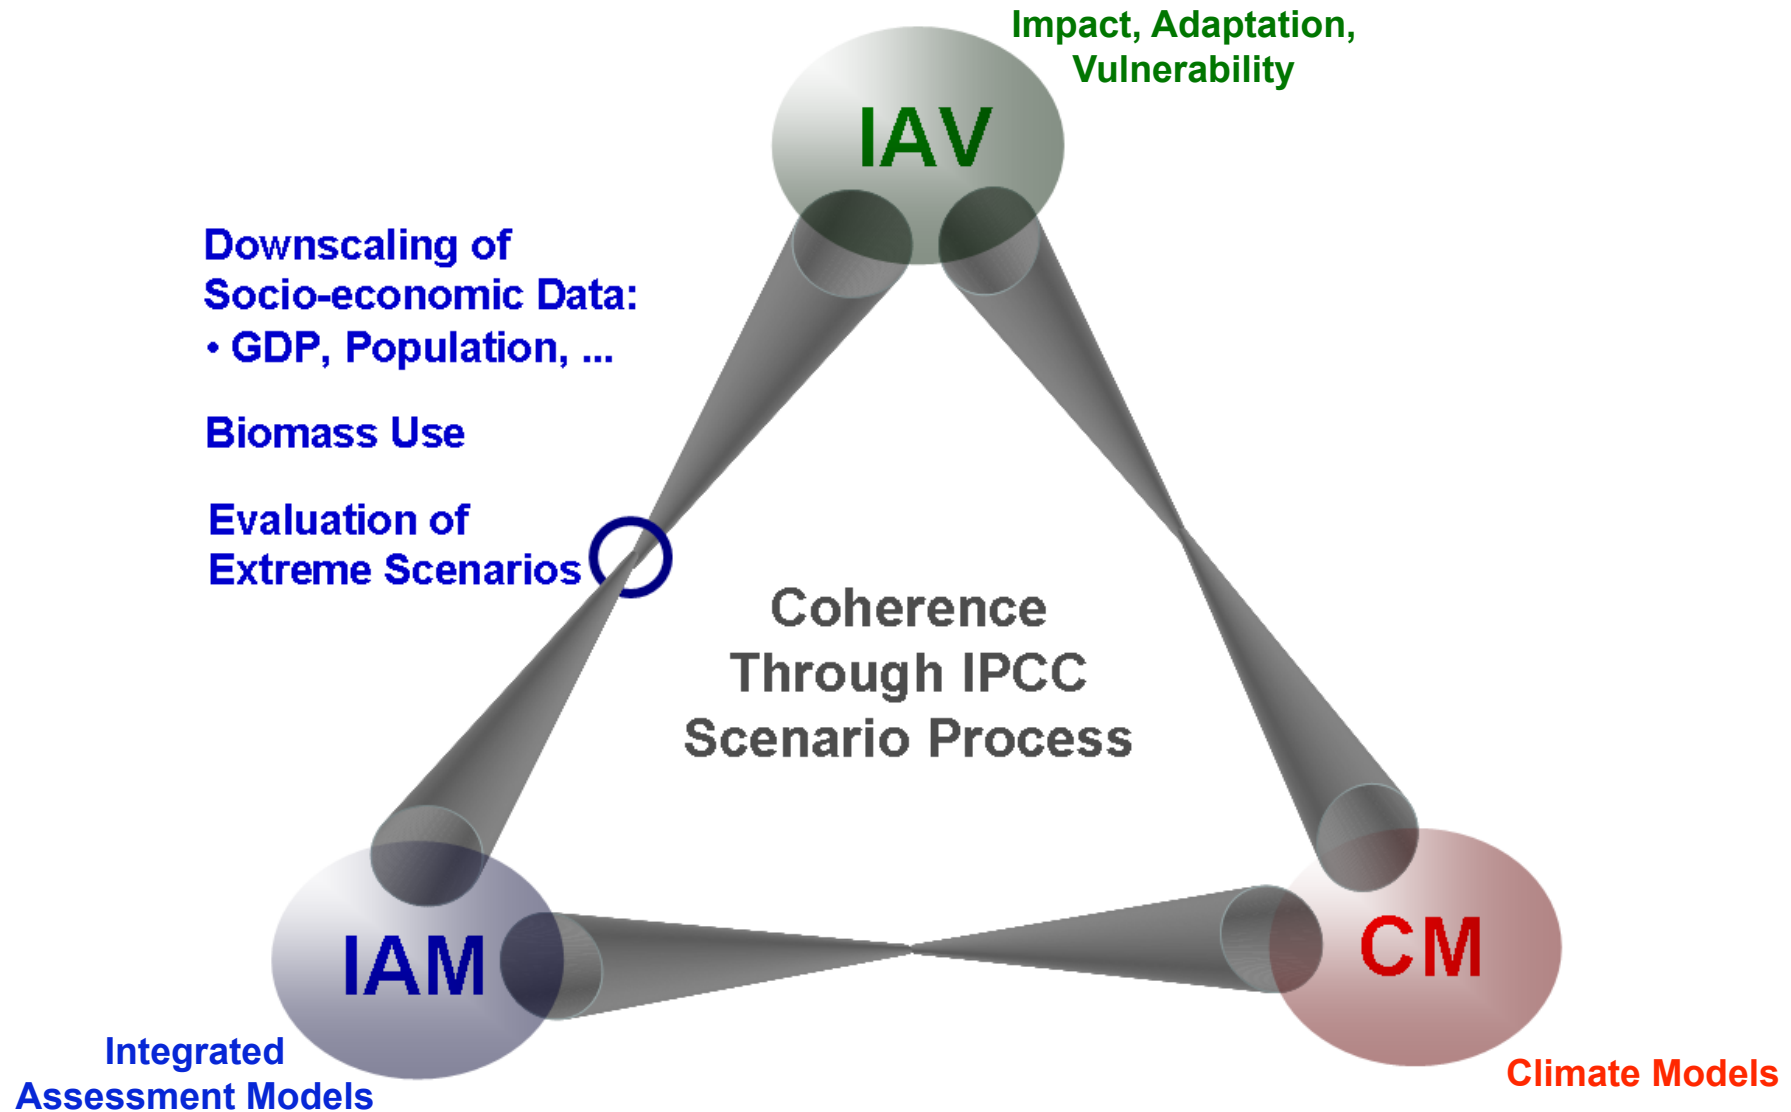 Impact, Adaptation,
Vulnerability
IAV
Downscaling of
Socio-economic Data:
• GDP, Population, ...
Biomass Use
Evaluation of
Extreme Scenarios
Coherence
Through IPCC
Scenario Process
IAM
CM
Integrated
Assessment Models
Climate Models